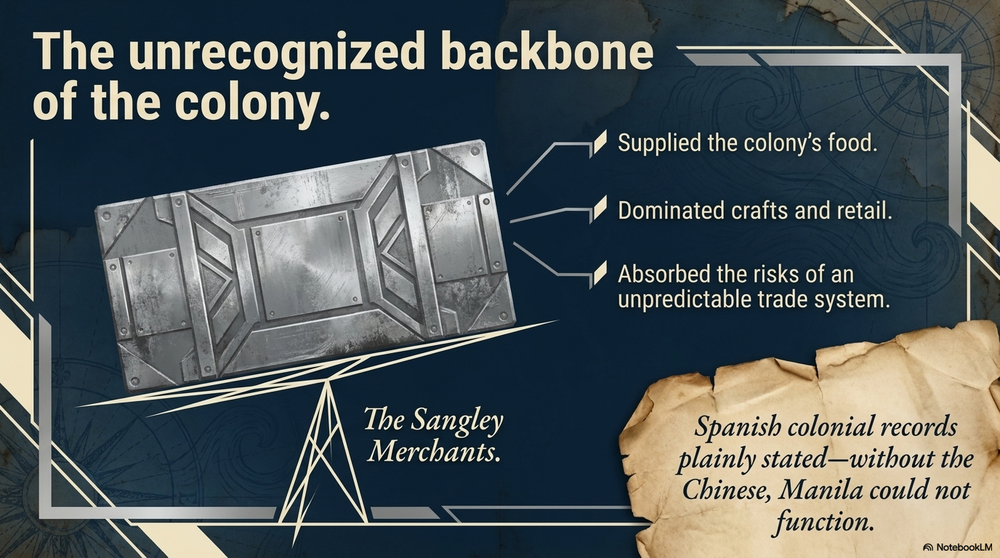 The unrecognized backbone
of the colony.
Supplied the colony’s food.
Dominated crafts and retail.
Absorbed the risks of an
unpredictable trade system.
The Sangley
Merchants.
Spanish colonial records
plainly stated—without the
Chinese, Manila could not
function.
NotebookLM